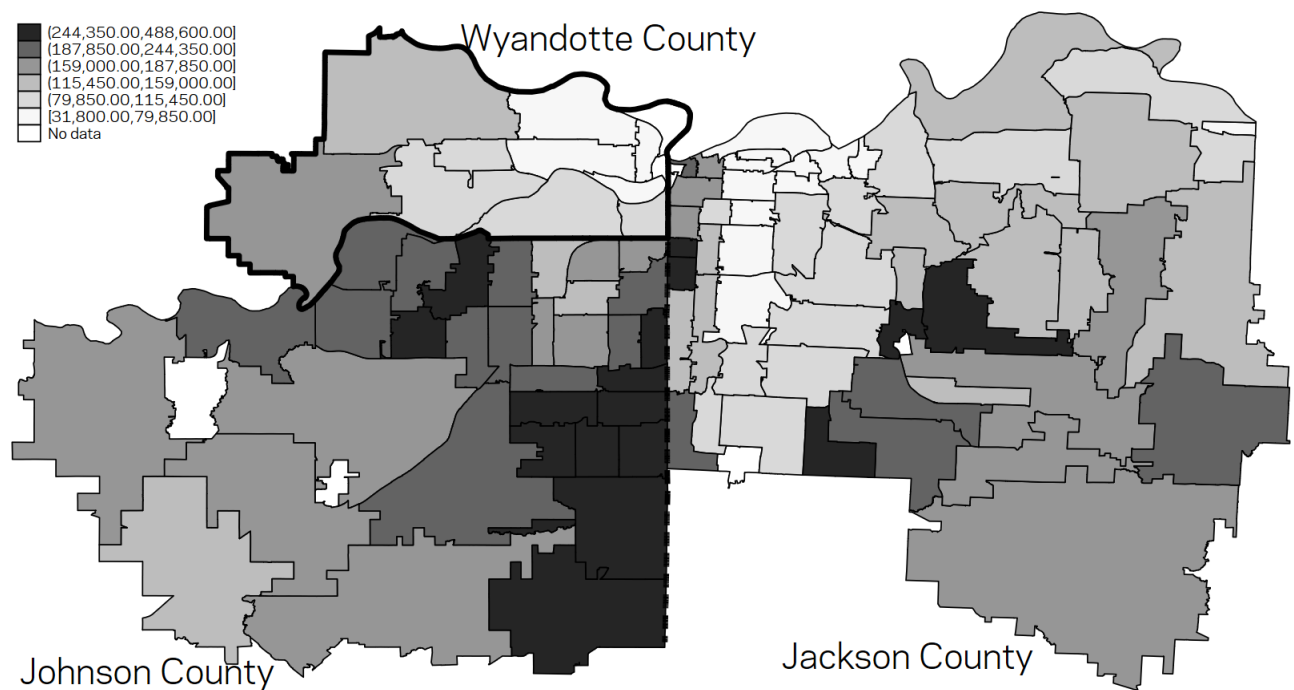 (244,350.00,488,600.00]
(187,850.00,244,350.00]
(159,000.00,187,850.00]
(115,450.00,159,000.00]
(79,850.00,115,450.00]
[31,800.00,79,850.00]
No data
Wyandotte County
Johnson County
Jackson County